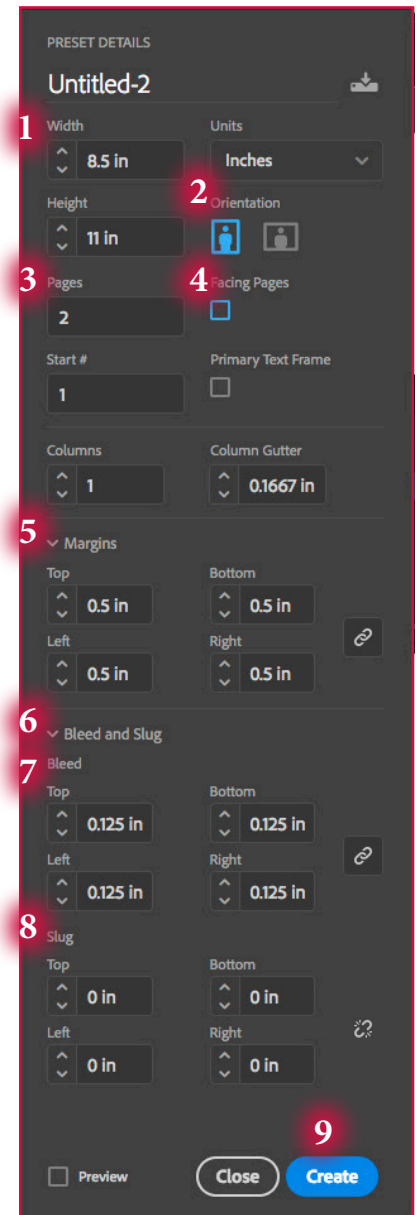 PRESET DETAILS
Untitled-2
1 Width Units
8.5 in Inches
Height 2 Orientation
11 in
3 Pages 4 Facing Pages
2
Start # Primary Text Frame
1
Columns Column Gutter
1 0.1667 in
5 Margins
Top Bottom
0.5 in 0.5 in
Left Right
0.5 in 0.5 in
6 Bleed and Slug
7 Bleed
Top Bottom
0.125 in 0.125 in
Left Right
0.125 in 0.125 in
8 Slug
Top Bottom
0 in 0 in
Left Right
0 in 0 in
9
Preview Close Create